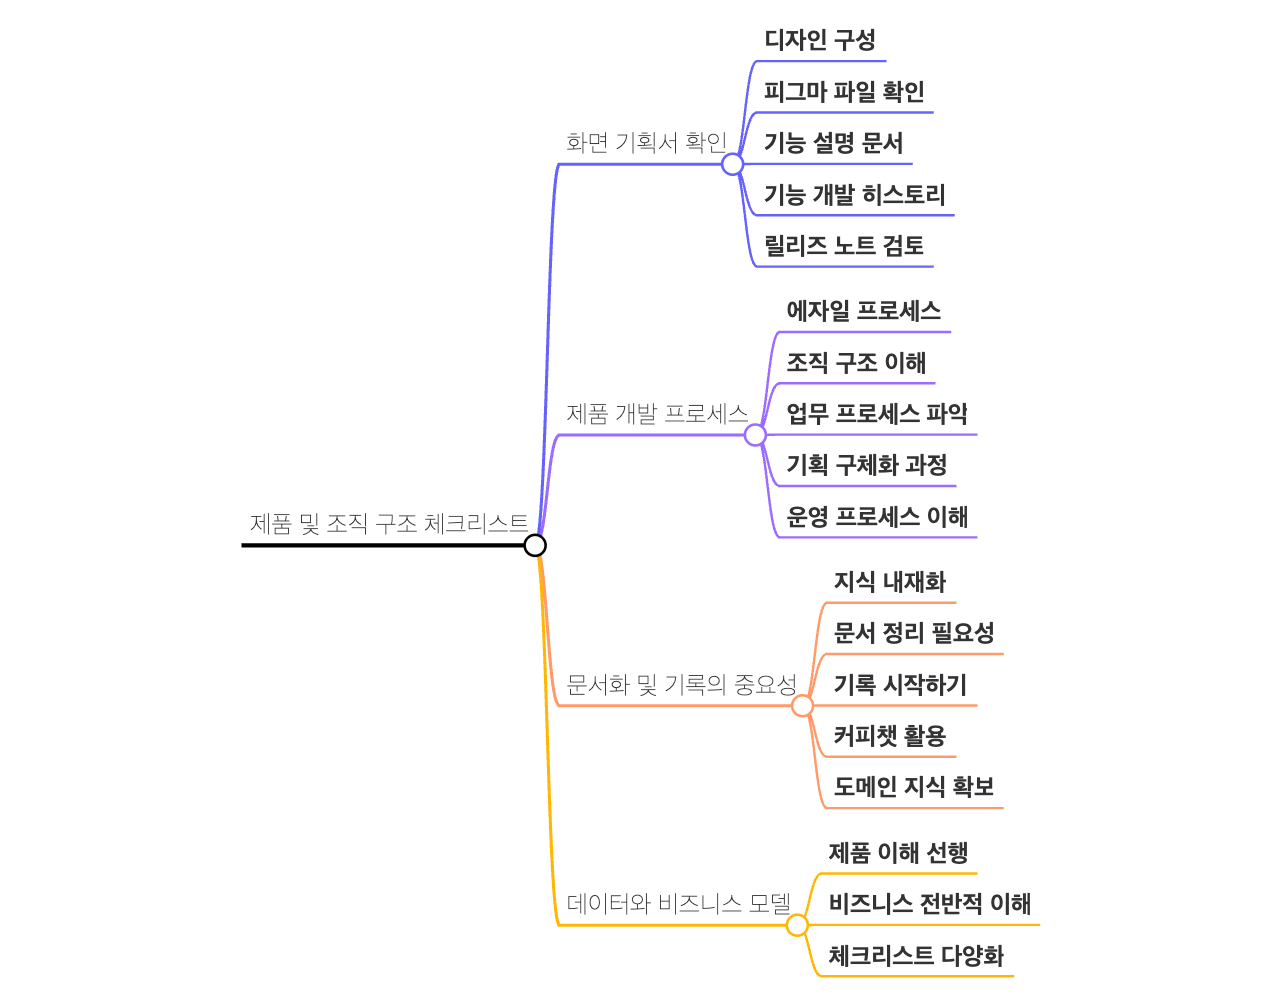 제품 및 조직 구조 체크리스트
화면 기획서 확인
디자인 구성
피그마 파일 확인
기능 설명 문서
기능 개발 히스토리
릴리즈 노트 검토
제품 개발 프로세스
에자일 프로세스
조직 구조 이해
업무 프로세스 파악
기획 구체화 과정
운영 프로세스 이해
문서화 및 기록의 중요성
지식 내재화
문서 정리 필요성
기록 시작하기
커피챗 활용
도메인 지식 확보
데이터와 비즈니스 모델
제품 이해 선행
비즈니스 전반적 이해
체크리스트 다양화